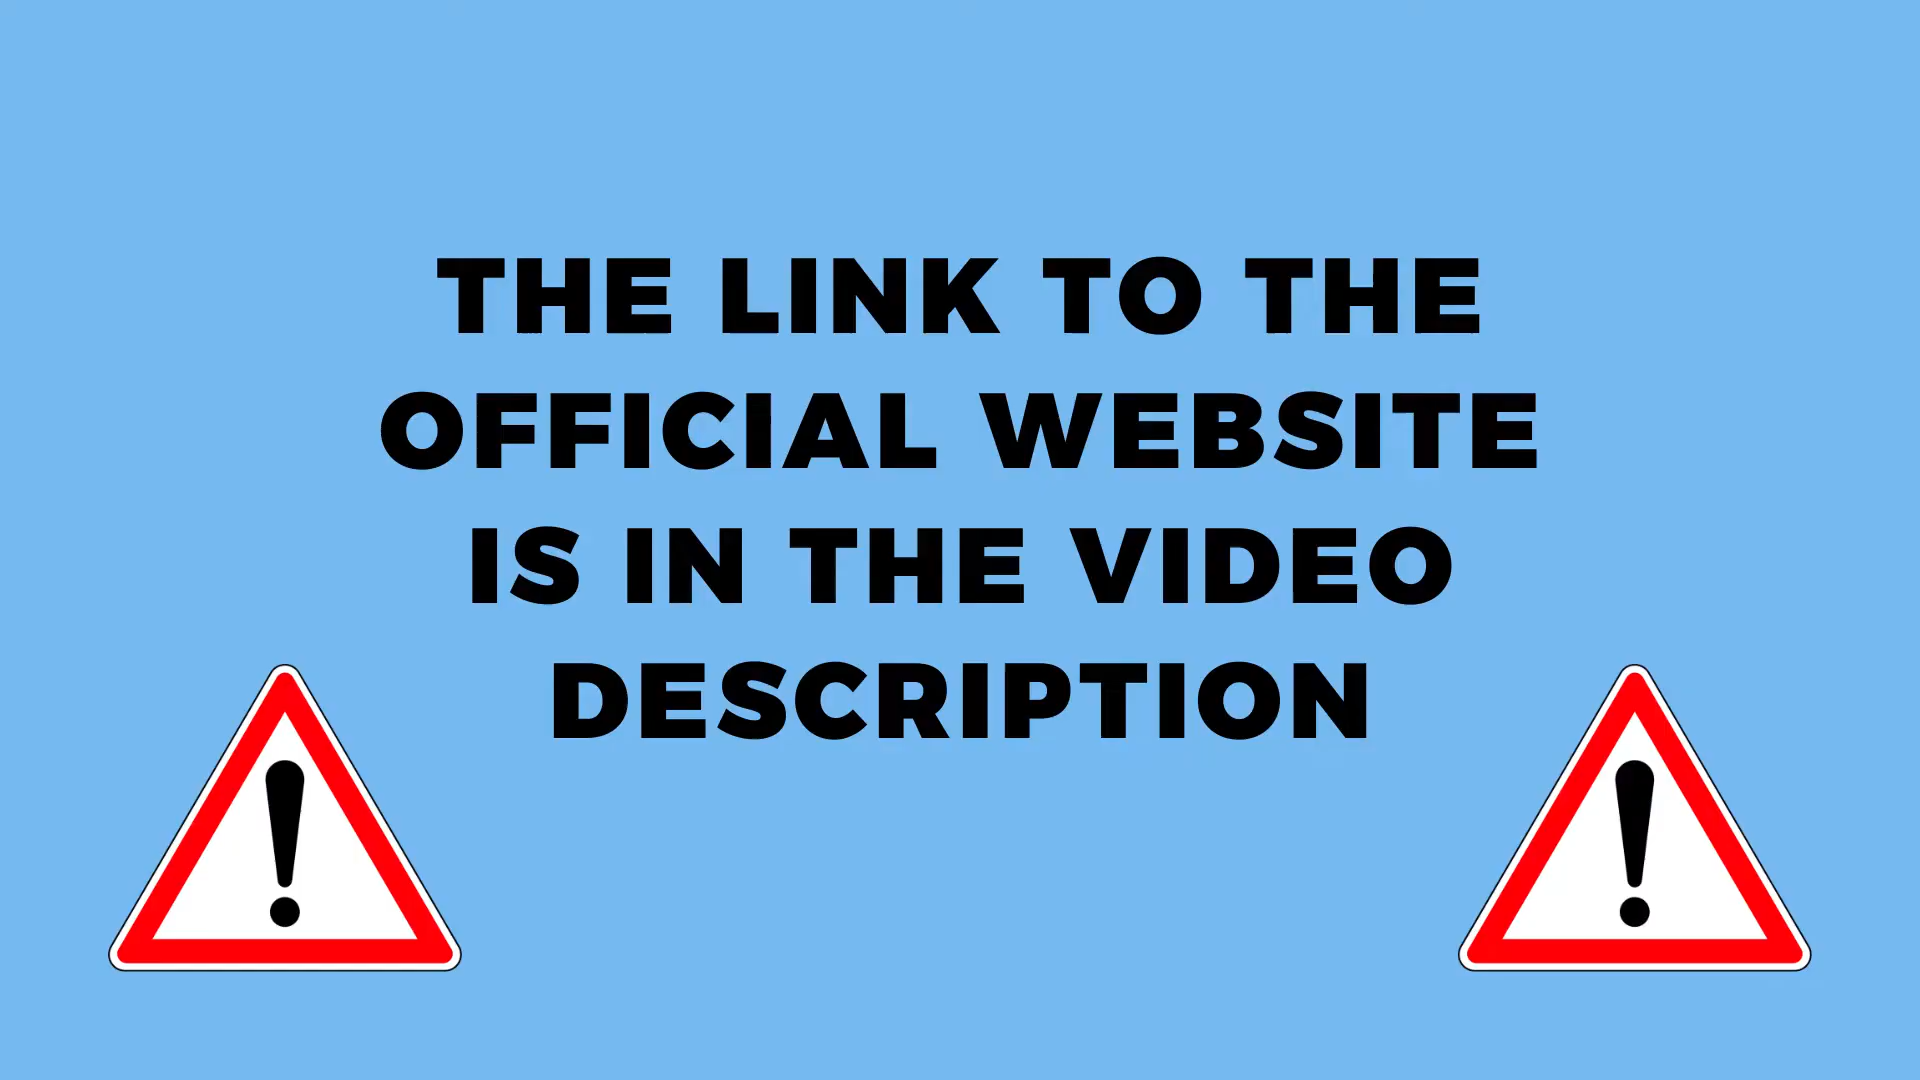 THE LINK TO THE
OFFICIAL WEBSITE
IS IN THE VIDEO
DESCRIPTION